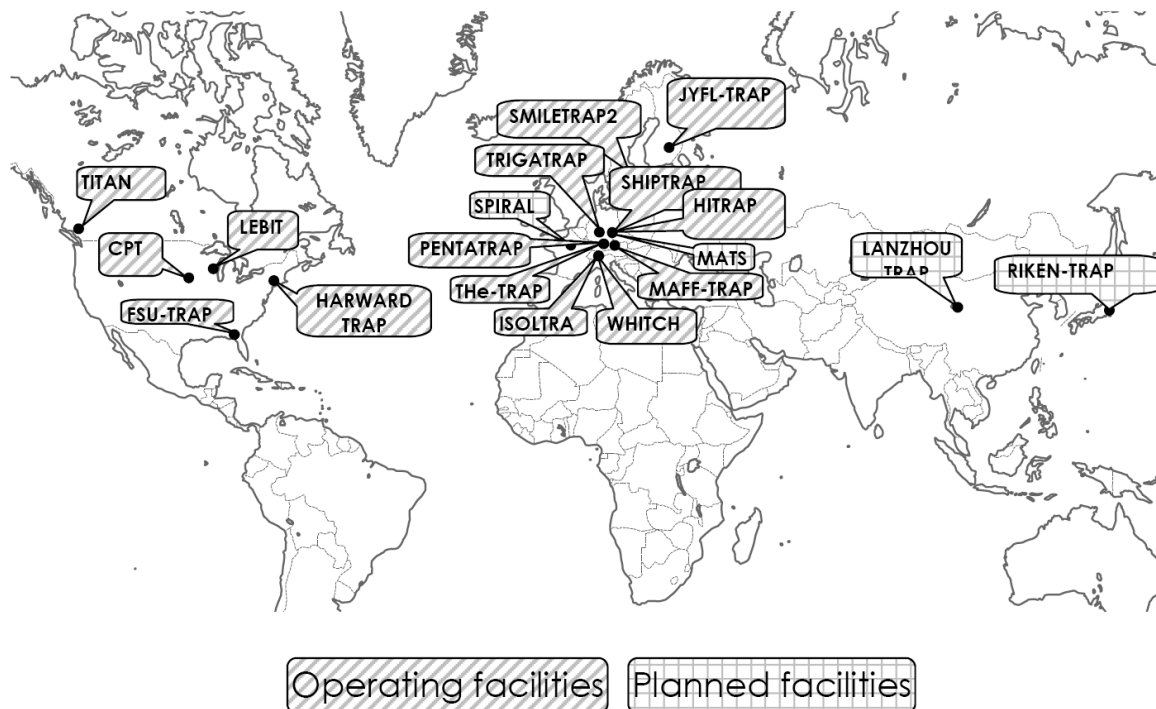 JYFL-TRAP
SMILETRAP2
TRIGATRAP
TITAN
SHIPTRAP
HITRAP
SPIRAL
LEBIT
CPT
PENTATRAP
MATS
LANZHOU
TRAP
RIKEN-TRAP
THe-TRAP
MAFF-TRAP
HARWARD
TRAP
FSU-TRAP
ISOLTRA
WHITCH
Operating facilities
Planned facilities